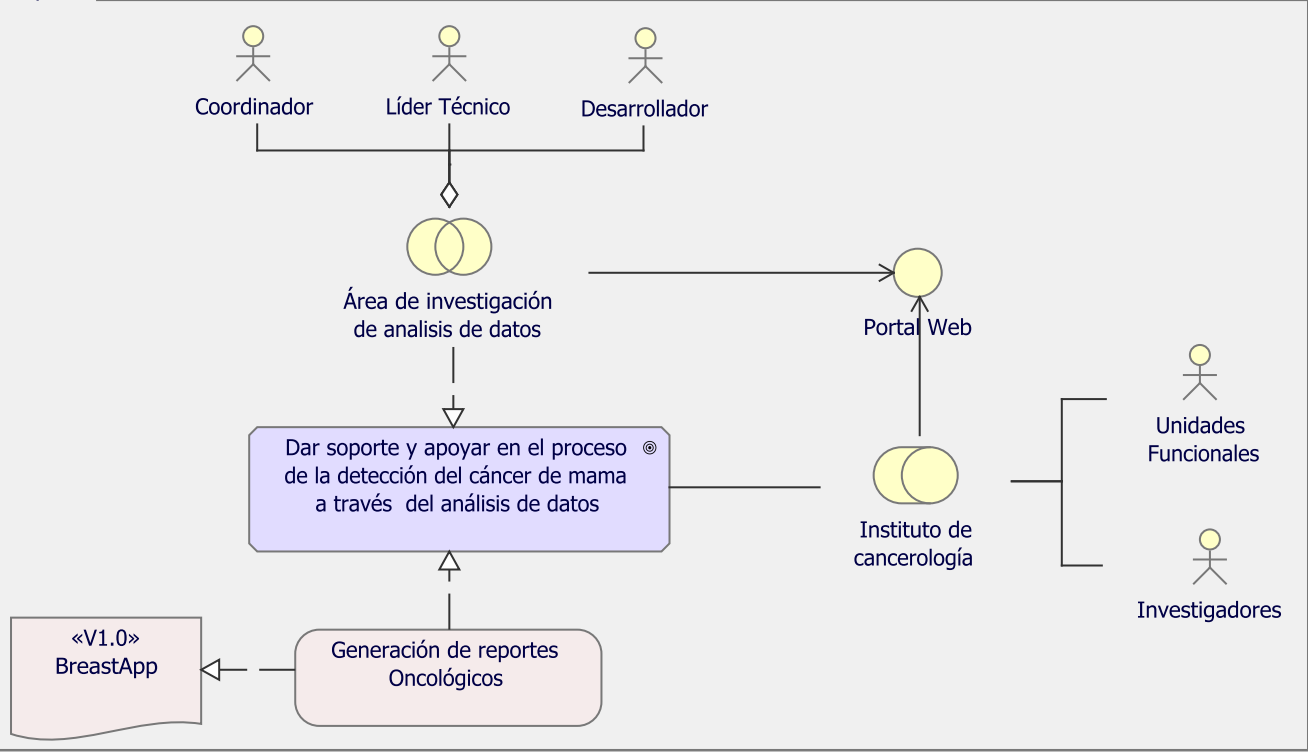 Coordinador
Líder Técnico
Desarrollador
Área de investigación
de analisis de datos
Portal Web
Unidades
Funcionales
Dar soporte y apoyar en el proceso
de la detección del cáncer de mama
a través  del análisis de datos
Instituto de
cancerología
Investigadores
«V1.0»
BreastApp
Generación de reportes
Oncológicos